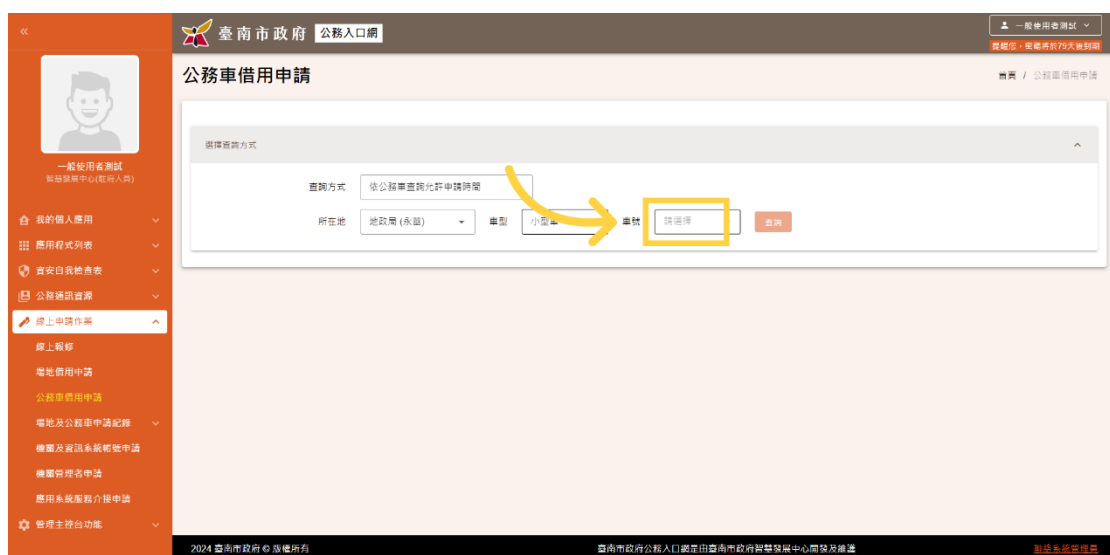 «
一般使用者測試
智慧發展中心(駐府人員)
我的個人應用
應用程式列表
資安自我檢查表
公務通訊資源
線上申請作業
線上報修
場地借用申請
公務車借用申請
場地及公務車申請紀錄
機關及資訊系統帳號申請
機關管理者申請
應用系統服務介接申請
管理主控台功能
臺南市政府 公務入口網
一般使用者測試
提醒您,密碼將於79天後到期
公務車借用申請
首頁 / 公務車借用申請
選擇查詢方式
查詢方式 依公務車查詢允許申請時間
所在地 地政局 (永華) 車型 小型車 車號 請選擇 查詢
2024 臺南市政府 © 版權所有
臺南市政府公務入口網是由臺南市政府智慧發展中心開發及維護
聯絡系統管理員